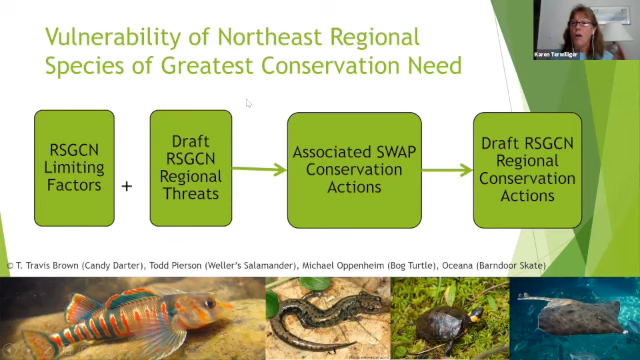 Vulnerability of Northeast Regional
Species of Greatest Conservation Need
Karen Terwilliger
RSGCN
Limiting
Factors
+
Draft
RSGCN
Regional
Threats
Associated SWAP
Conservation
Actions
Draft RSGCN
Regional
Conservation
Actions
© T. Travis Brown (Candy Darter), Todd Pierson (Weller's Salamander), Michael Oppenheim (Bog Turtle), Oceana (Barndoor Skate)